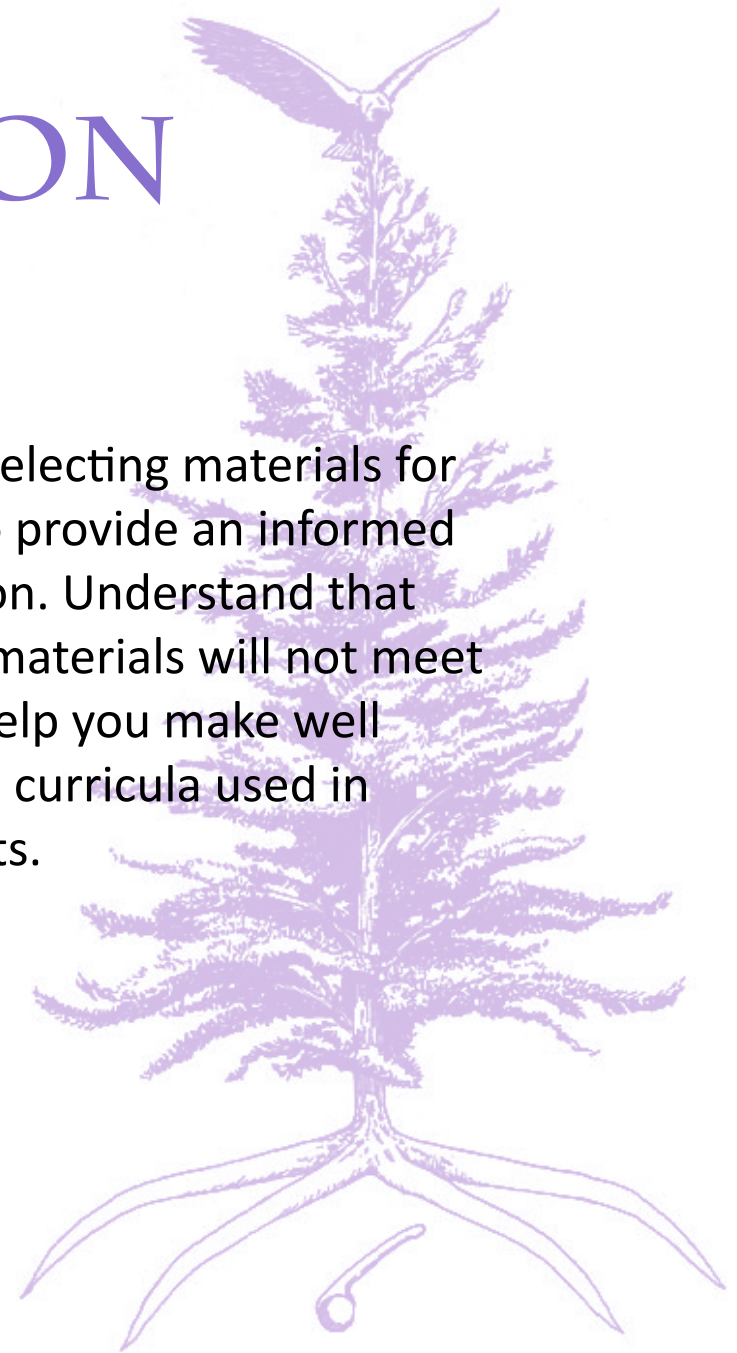 ON
electing materials for
provide an informed
on. Understand that
materials will not meet
elp you make well
curricula used in
ts.